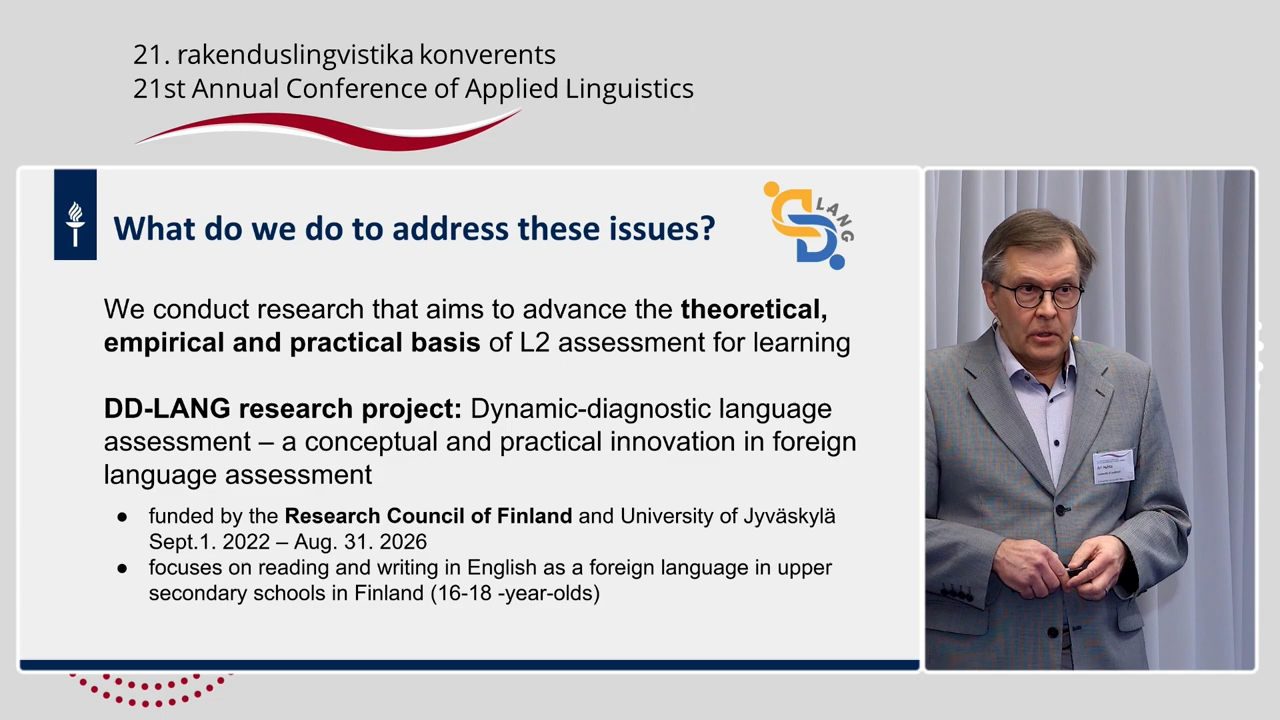 21. rakenduslingvistika konverents
21st Annual Conference of Applied Linguistics
What do we do to address these issues?
LANG
We conduct research that aims to advance the theoretical,
empirical and practical basis of L2 assessment for learning
DD-LANG research project: Dynamic-diagnostic language
assessment – a conceptual and practical innovation in foreign
language assessment
● funded by the Research Council of Finland and University of Jyväskylä
Sept.1. 2022 – Aug. 31. 2026
● focuses on reading and writing in English as a foreign language in upper
secondary schools in Finland (16-18 -year-olds)